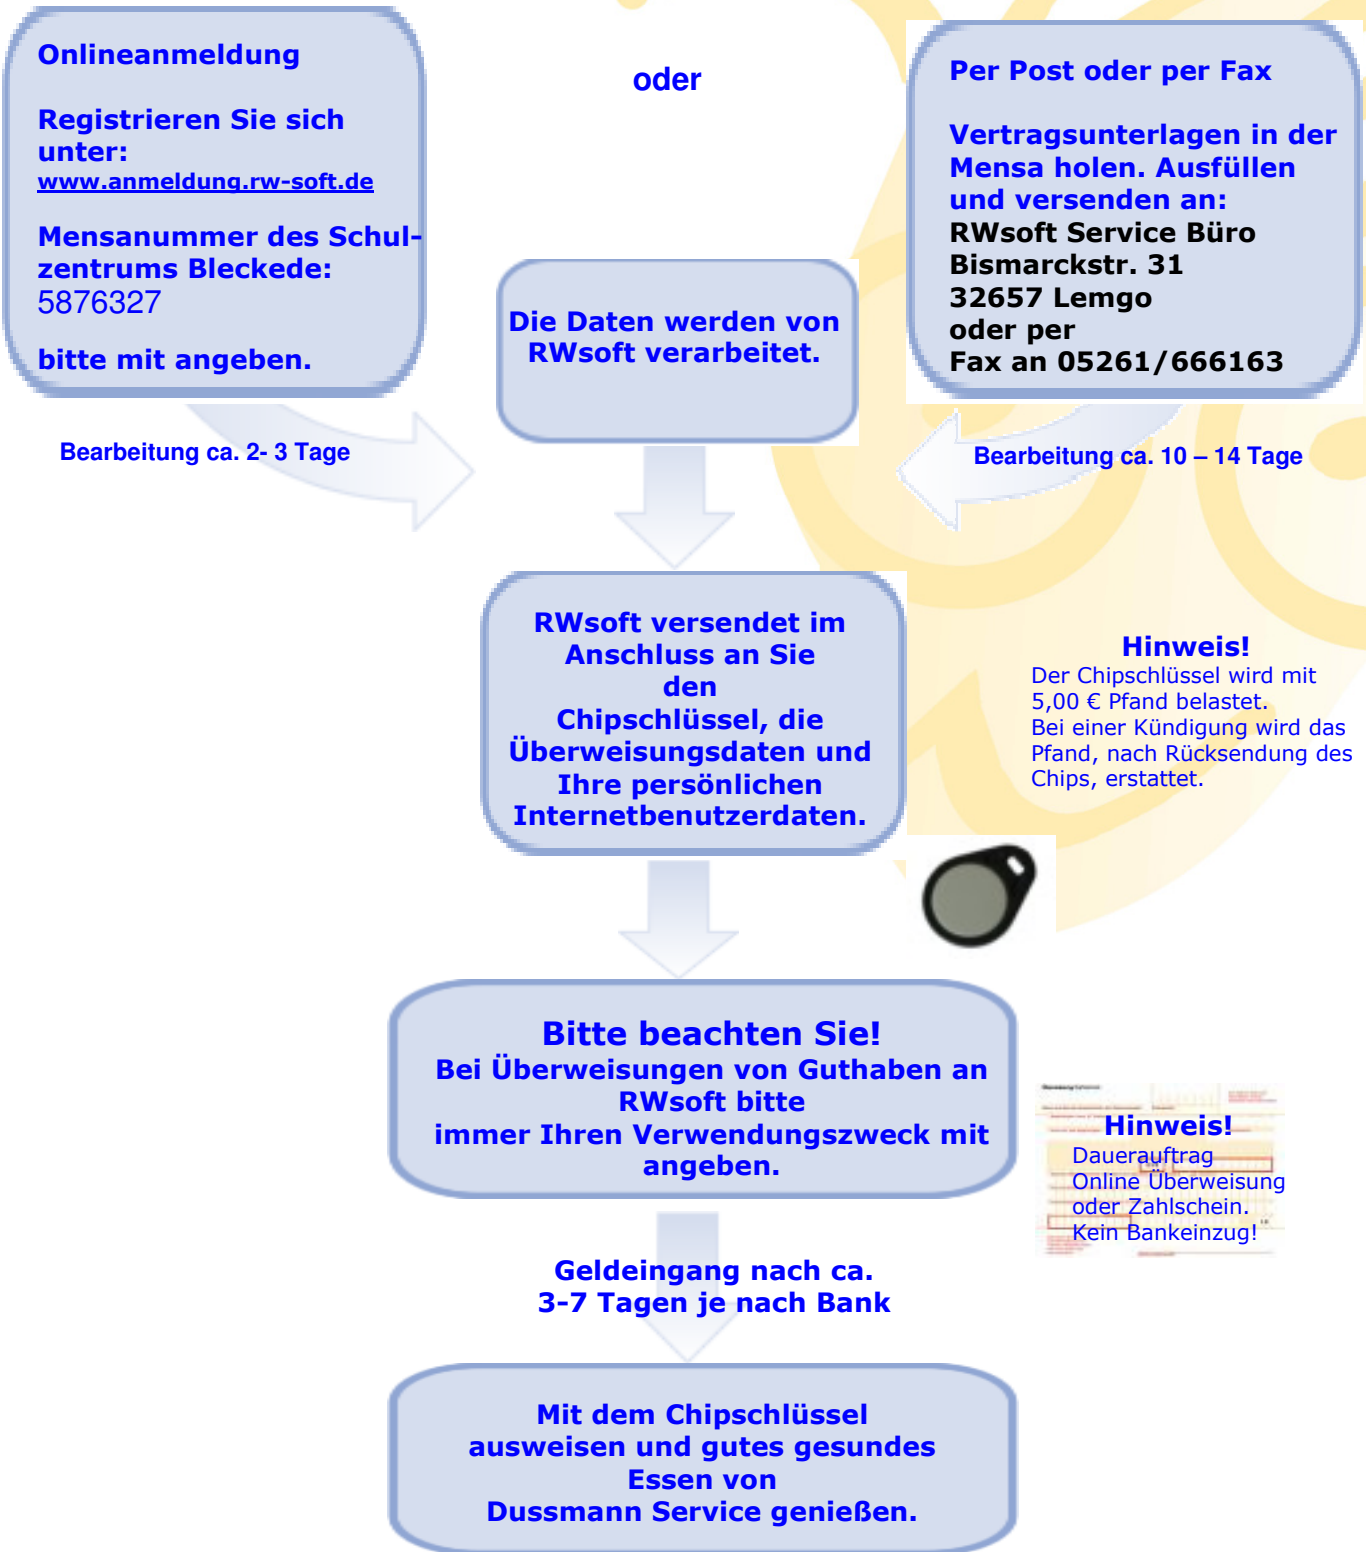 Onlineanmeldung
Registrieren Sie sich
unter:
www.anmeldung.rw-soft.de
Mensanummer des Schul-
zentrums Bleckede:
5876327
bitte mit angeben.
oder
Per Post oder per Fax
Vertragsunterlagen in der
Mensa holen. Ausfüllen
und versenden an:
RWsoft Service Büro
Bismarckstr. 31
32657 Lemgo
oder per
Fax an 05261/666163
Die Daten werden von
RWsoft verarbeitet.
Bearbeitung ca. 2- 3 Tage
Bearbeitung ca. 10 – 14 Tage
RWsoft versendet im
Anschluss an Sie
den
Chipschlüssel, die
Überweisungsdaten und
Ihre persönlichen
Internetbenutzerdaten.
Hinweis!
Der Chipschlüssel wird mit
5,00 € Pfand belastet.
Bei einer Kündigung wird das
Pfand, nach Rücksendung des
Chips, erstattet.
Bitte beachten Sie!
Bei Überweisungen von Guthaben an
RWsoft bitte
immer Ihren Verwendungszweck mit
angeben.
Hinweis!
Dauerauftrag
Online Überweisung
oder Zahlschein.
Kein Bankeinzug!
Geldeingang nach ca.
3-7 Tagen je nach Bank
Mit dem Chipschlüssel
ausweisen und gutes gesundes
Essen von
Dussmann Service genießen.